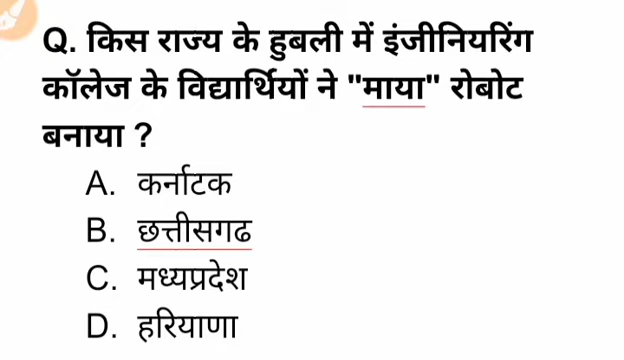 Q. किस राज्य के हुबली में इंजीनियरिंग
कॉलेज के विद्यार्थियों ने "माया" रोबोट
बनाया ?
A. कर्नाटक
B. छत्तीसगढ
C. मध्यप्रदेश
D. हरियाणा